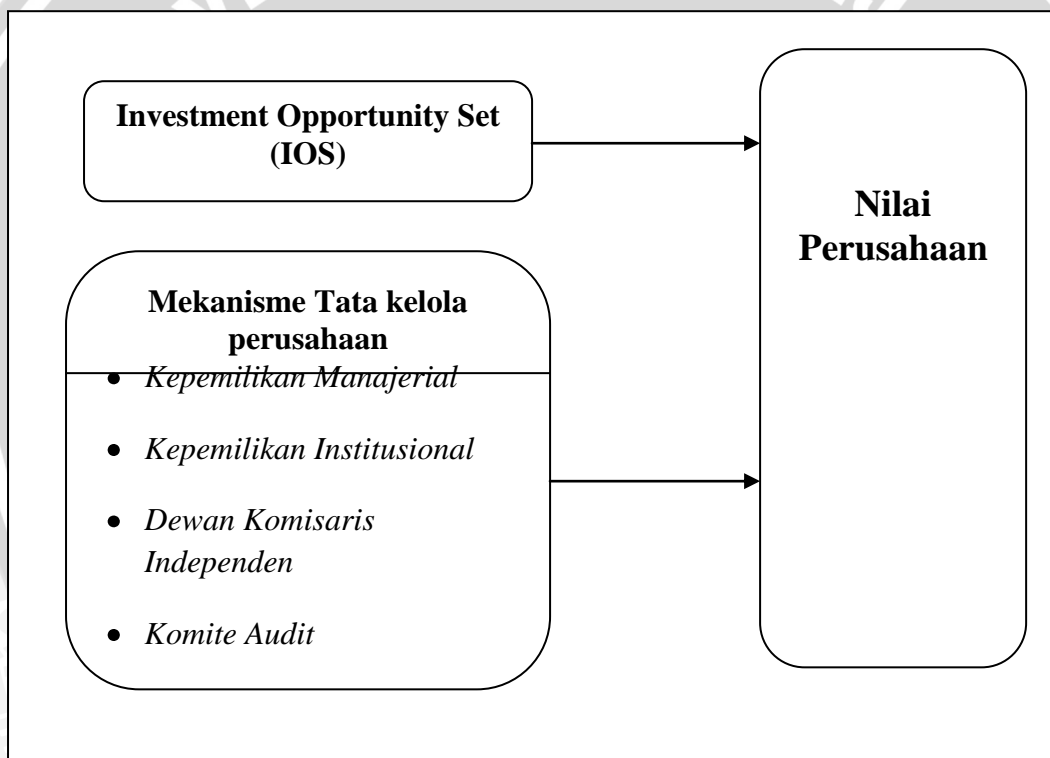 Investment Opportunity Set
(IOS)
Nilai
Perusahaan
Mekanisme Tata kelola
perusahaan
• Kepemilikan Manajerial
• Kepemilikan Institusional
• Dewan Komisaris
Independen
• Komite Audit